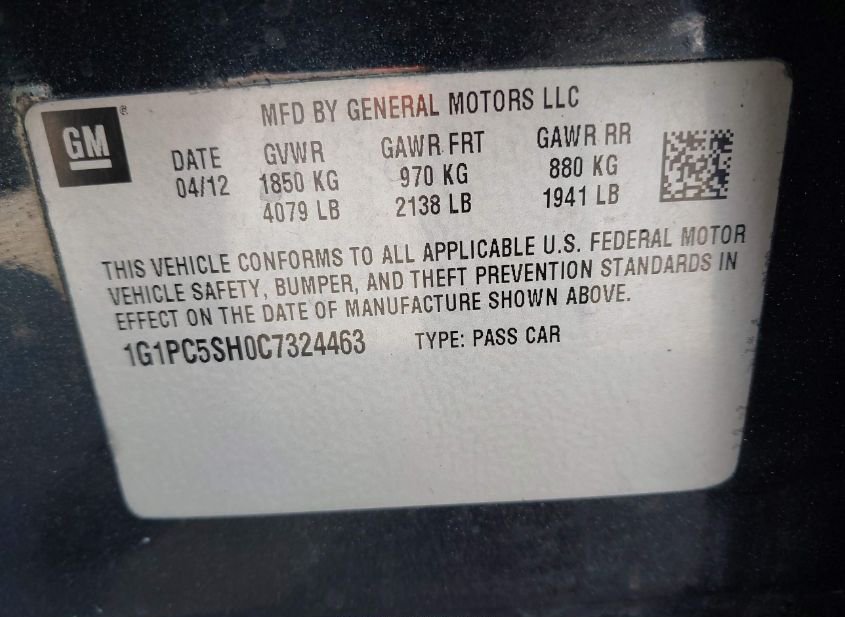 GM ®
MFD BY GENERAL MOTORS LLC
DATE GVWR GAWR FRT GAWR RR
04/12 1850 KG 970 KG 880 KG
4079 LB 2138 LB 1941 LB
THIS VEHICLE CONFORMS TO ALL APPLICABLE U.S. FEDERAL MOTOR
VEHICLE SAFETY, BUMPER, AND THEFT PREVENTION STANDARDS IN
EFFECT ON THE DATE OF MANUFACTURE SHOWN ABOVE.
1G1PC5SH0C7324463 TYPE: PASS CAR